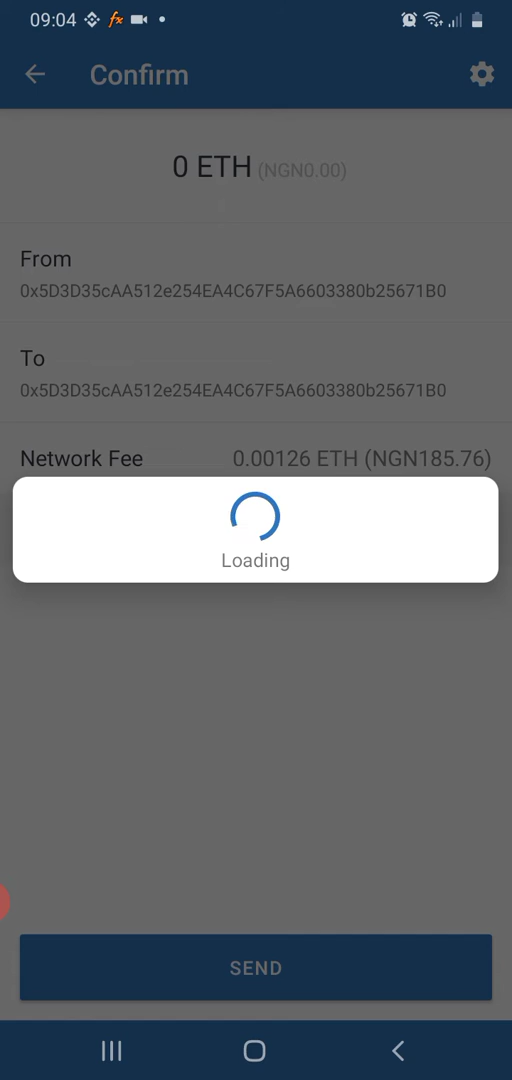 09:04
Confirm
0 ETH (NGN0.00)
From
0x5D3D35cAA512e254EA4C67F5A6603380b25671B0
To
0x5D3D35cAA512e254EA4C67F5A6603380b25671B0
Network Fee 0.00126 ETH (NGN185.76)
Loading
SEND